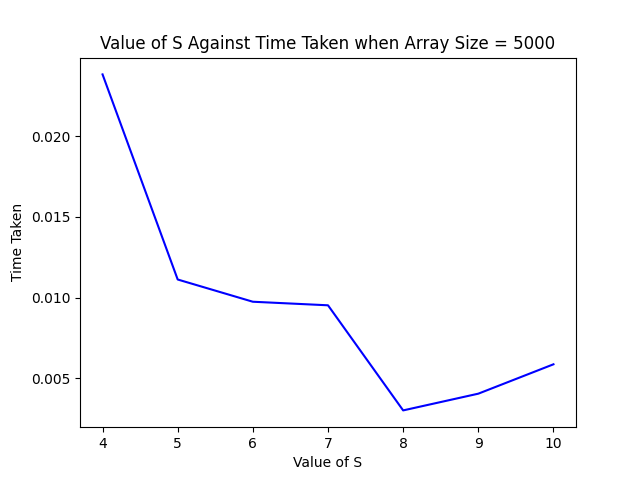 Value of S Against Time Taken when Array Size = 5000
0.020
0.015
0.010
0.005
Time Taken
4 5 6 7 8 9 10
Value of S